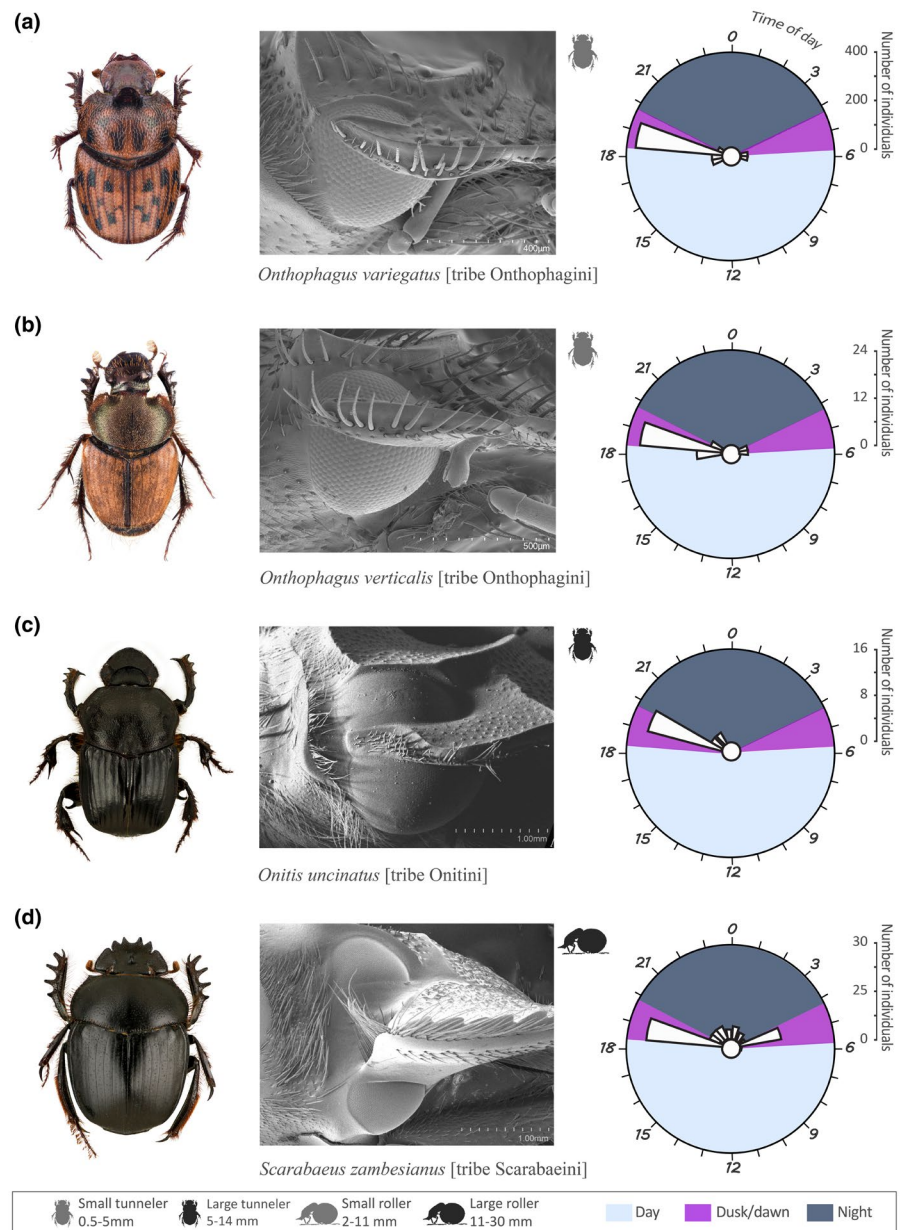 (a)
Time of day
0
3
6
9
12
15
18
21
Number of individuals
400
200
0
400µm
Onthophagus variegatus [tribe Onthophagini]
(b)
0
3
6
9
12
15
18
21
Number of individuals
24
12
0
500µm
Onthophagus verticalis [tribe Onthophagini]
(c)
0
3
6
9
12
15
18
21
Number of individuals
16
8
0
1.00mm
Onitis uncinatus [tribe Onitini]
(d)
0
3
6
9
12
15
18
21
Number of individuals
30
25
0
1.00mm
Scarabaeus zambesianus [tribe Scarabaeini]
Small tunneler
0.5-5mm
Large tunneler
5-14 mm
Small roller
2-11 mm
Large roller
11-30 mm
Day
Dusk/dawn
Night